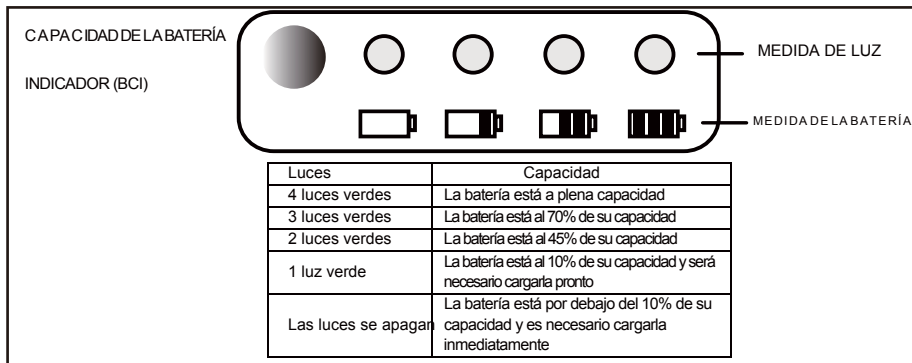 CAPACIDAD DE LA BATERÍA
INDICADOR (BCI)
MEDIDA DE LUZ
MEDIDA DE LA BATERÍA
Luces Capacidad
4 luces verdes La batería está a plena capacidad
3 luces verdes La batería está al 70% de su capacidad
2 luces verdes La batería está al 45% de su capacidad
1 luz verde La batería está al 10% de su capacidad y será
necesario cargarla pronto
Las luces se apagan La batería está por debajo del 10% de su
capacidad y es necesario cargarla
inmediatamente